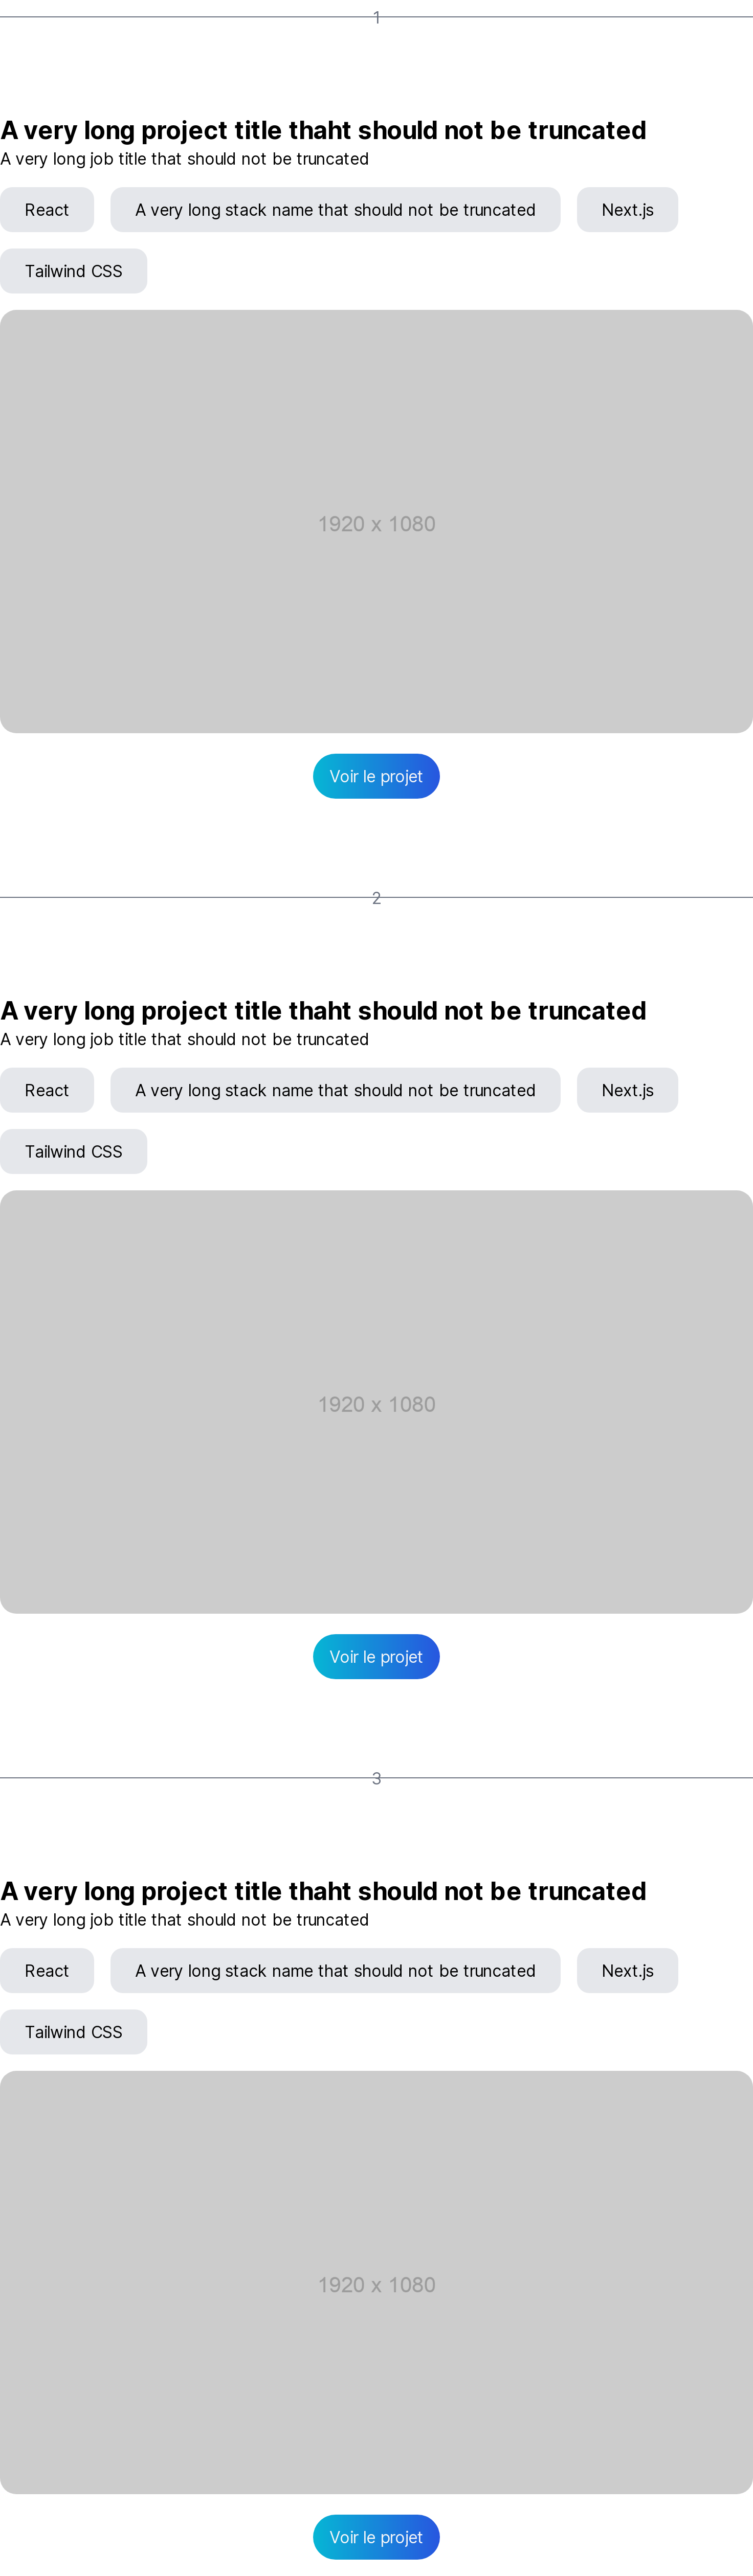 1
A very long project title thaht should not be truncated
A very long job title that should not be truncated
React A very long stack name that should not be truncated Next.js
Tailwind CSS
1920 x 1080
Voir le projet
2
A very long project title thaht should not be truncated
A very long job title that should not be truncated
React A very long stack name that should not be truncated Next.js
Tailwind CSS
1920 x 1080
Voir le projet
3
A very long project title thaht should not be truncated
A very long job title that should not be truncated
React A very long stack name that should not be truncated Next.js
Tailwind CSS
1920 x 1080
Voir le projet